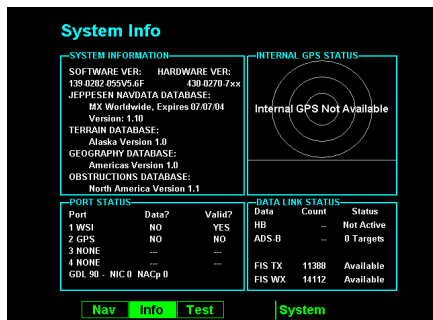 System Info
SYSTEM INFORMATION
SOFTWARE VER: HARDWARE VER:
139-0282-055V5.6F 430-0270-7xx
JEPPESEN NAVDATA DATABASE:
MX Worldwide, Expires 07/07/04
Version: 1.10
TERRAIN DATABASE:
Alaska Version 1.0
GEOGRAPHY DATABASE:
Americas Version 1.0
OBSTRUCTIONS DATABASE:
North America Version 1.1
INTERNAL GPS STATUS
Internal GPS Not Available
PORT STATUS
Port Data? Valid?
1 WSI NO YES
2 GPS NO NO
3 NONE --- ---
4 NONE --- ---
GDL 90 - NIC 0 NACp 0
DATA LINK STATUS
Data Count Status
HB -- Not Active
ADS-B -- 0 Targets
FIS TX 11388 Available
FIS WX 14112 Available
Nav Info Test System